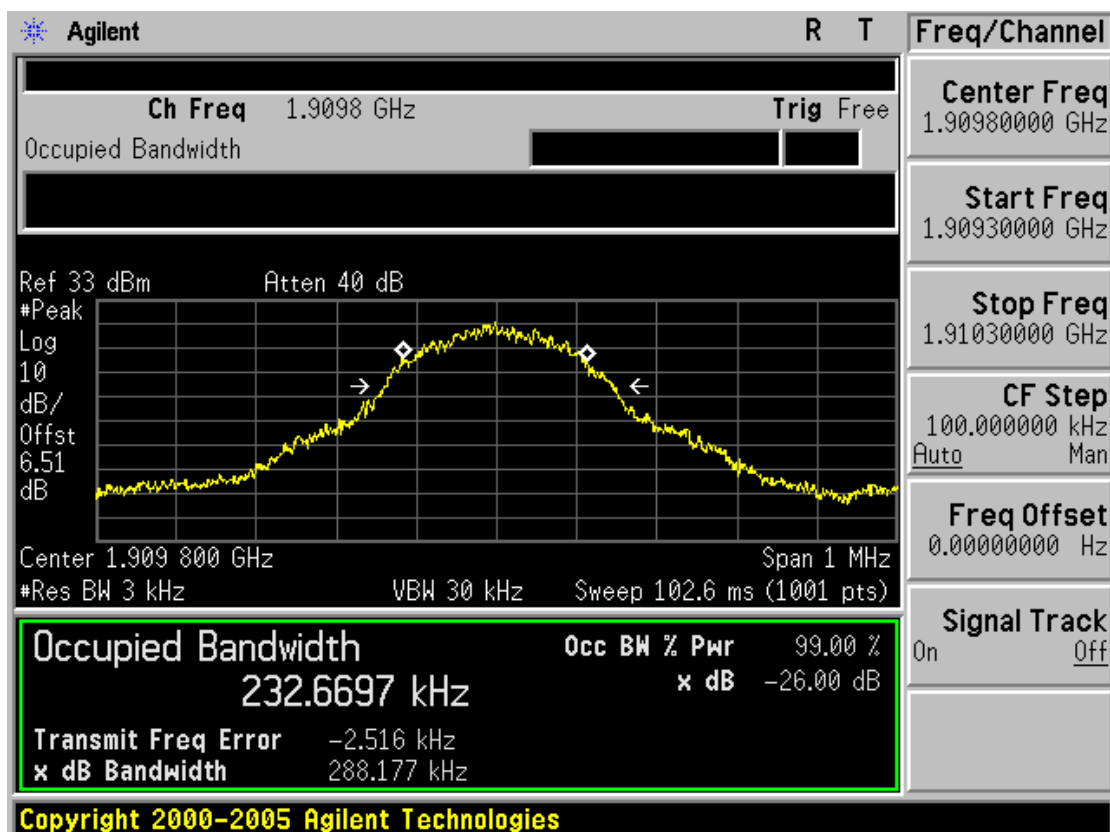 Agilent R T
Freq/Channel
Ch Freq 1.9098 GHz Trig Free
Occupied Bandwidth
Center Freq
1.90980000 GHz
Start Freq
1.90930000 GHz
Stop Freq
1.91030000 GHz
CF Step
100.000000 kHz
Auto Man
Freq Offset
0.00000000 Hz
Signal Track
On Off
Ref 33 dBm Atten 40 dB
#Peak
Log
10
dB/
Offst
6.51
dB
Center 1.909 800 GHz Span 1 MHz
#Res BW 3 kHz VBW 30 kHz Sweep 102.6 ms (1001 pts)
Occupied Bandwidth Occ BW % Pwr 99.00 %
232.6697 kHz x dB -26.00 dB
Transmit Freq Error -2.516 kHz
x dB Bandwidth 288.177 kHz
Copyright 2000-2005 Agilent Technologies